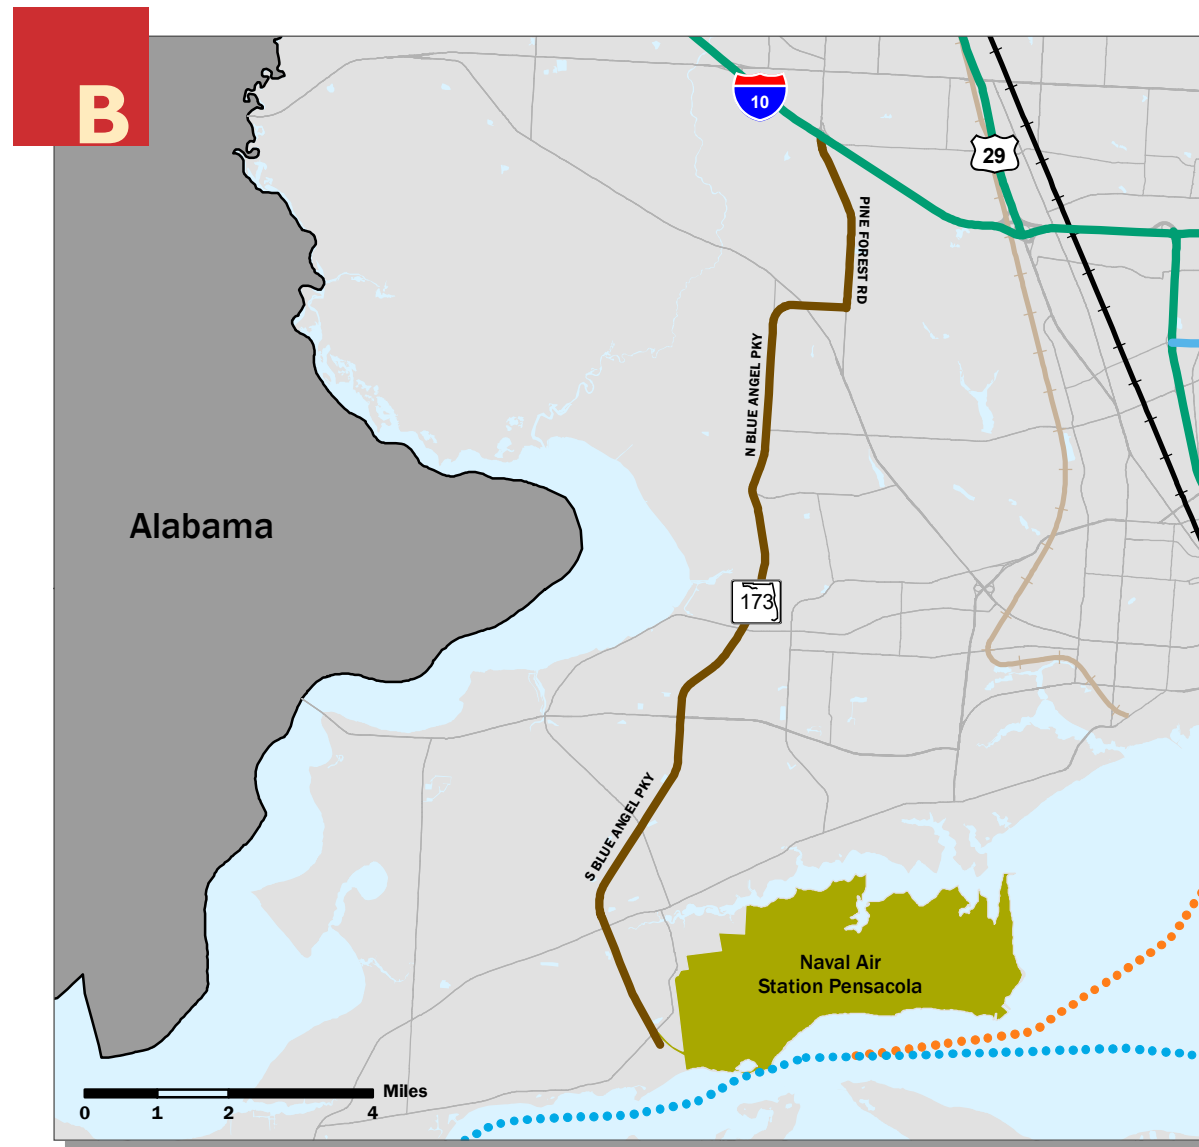 B
10
29
PINE FOREST RD
N BLUE ANGEL PKY
Alabama
173
S BLUE ANGEL PKY
Naval Air
Station Pensacola
Miles
0 1 2 4